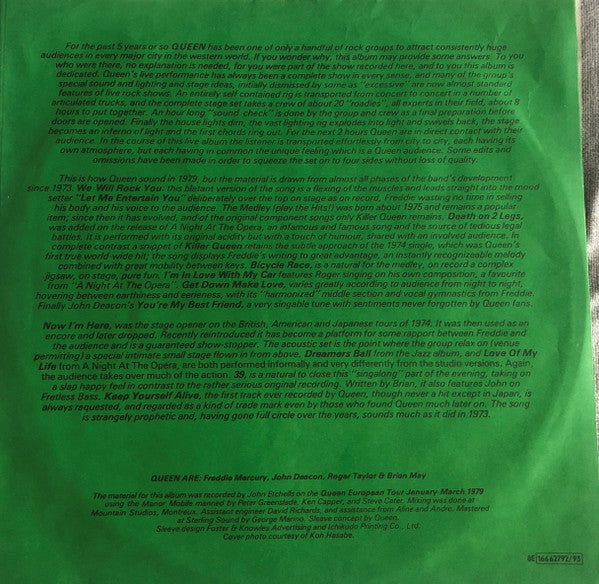 For the past 5 years or so QUEEN has been one of only a handful of rock groups to attract consistently huge
audiences in every major city in the western world. If you wonder why, this album may provide some answers. To you
who were there, no explanation is needed, for you were part of the show recorded here, and to you this album is
dedicated. Queen's live performance has always been a complete show in every sense, and many of the group's
special sound and lighting and stage ideas, initially dismissed by some as "excessive" are now almost standard
features of live rock shows. An entirely self contained rig is transported from concert to concert in a number of
articulated trucks, and the complete stage set takes a crew of about 20 "roadies", all experts in their field, about 8
hours to put together. An hour long "sound check" is done by the group and crew as a final preparation before
doors are opened. Finally the house lights dim, the vast lighting rig explodes into light and swings back, the stage
becomes an inferno of light and the first chords ring out. For the next 2 hours Queen are in direct contact with their
audience. In the course of this live album the listener is transported effortlessly from city to city, each having its
own atmosphere, but each having in common the unique feeling which is a Queen audience. Some edits and
omissions have been made in order to squeeze the set on to four sides without loss of quality.
This is how Queen sound in 1979, but the material is drawn from almost all phases of the band's development
since 1973. We Will Rock You: this blatant version of the song is a flexing of the muscles and leads straight into the mood
setter "Let Me Entertain You" deliberately over the top on stage as on record, Freddie wasting no time in selling
his body and his voice to the audience. The Medley (play the Hits!) was born about 1975 and remains a popular
item; since then it has evolved, and of the original component songs only Killer Queen remains. Death on 2 Legs,
was added on the release of A Night At The Opera, an infamous and famous song and the source of tedious legal
battles. It is performed with its original acidity but with a touch of humour, shared with an involved audience. In
complete contrast a snippet of Killer Queen retains the subtle approach of the 1974 single, which was Queen's
first true world-wide hit; the song displays Freddie's writing to great advantage, an instantly recognizable melody
combined with great mobility between keys. Bicycle Race, is a natural for the medley, on record a complex
jigsaw, on stage, pure fun. I'm In Love With My Car features Roger singing on his own composition, a favourite
from "A Night At The Opera". Get Down Make Love, varies greatly according to audience from night to night,
hovering between earthiness and eerieness, with its "harmonized" middle section and vocal gymnastics from Freddie.
Finally John Deacon's You're My Best Friend, a very singable tune with sentiments never forgotten by Queen fans.
Now I'm Here, was the stage opener on the British, American and Japanese tours of 1974. It was then used as an
encore and later dropped. Recently reintroduced it has become a platform for some rapport between Freddie and
the audience and is a guaranteed show-stopper. The acoustic set is the point where the group relax on (venue
permitting) a special intimate small stage flown in from above. Dreamers Ball from the Jazz album, and Love Of My
Life from A Night At The Opera, are both performed informally and very differently from the studio versions. Again,
the audience takes over much of the action. 39, is a natural to close this "singalong" part of the evening, taking on
a slap happy feel in contrast to the rather serious original recording. Written by Brian, it also features John on
Fretless Bass. Keep Yourself Alive, the first track ever recorded by Queen, though never a hit except in Japan, is
always requested, and regarded as a kind of trade mark even by those who found Queen much later on. The song
is strangely prophetic and, having gone full circle over the years, sounds much as it did in 1973.
QUEEN ARE: Freddie Mercury, John Deacon, Roger Taylor & Brian May
The material for this album was recorded by John Etchells on the Queen European Tour January-March 1979
using the Manor Mobile manned by Peter Greenslade, Ken Capper, and Steve Cater. Mixing was done at
Mountain Studios, Montreux. Assistant engineer David Richards, and assistance from Aline and Andre. Mastered
at Sterling Sound by George Marino. Sleeve concept by Queen.
Sleeve design Foster & Knowles Advertising and Ichikudo Printing Co., Ltd.
Cover photo courtesy of Koh Hasabe.
8E 166 62792/93